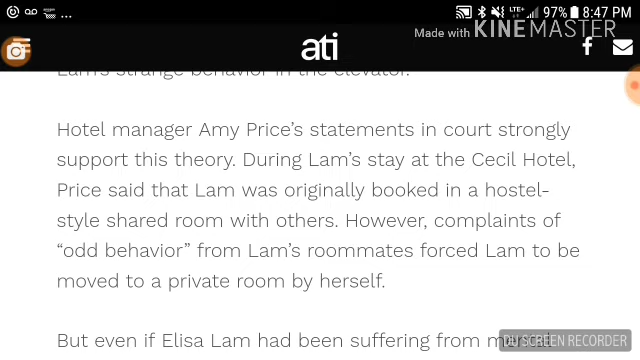 LTE+ 97% 8:47 PM
Made with KINEMASTER
ati
Lam's strange behavior in the elevator.
Hotel manager Amy Price's statements in court strongly
support this theory. During Lam's stay at the Cecil Hotel,
Price said that Lam was originally booked in a hostel-
style shared room with others. However, complaints of
“odd behavior” from Lam's roommates forced Lam to be
moved to a private room by herself.
But even if Elisa Lam had been suffering from
DU SCREEN RECORDER